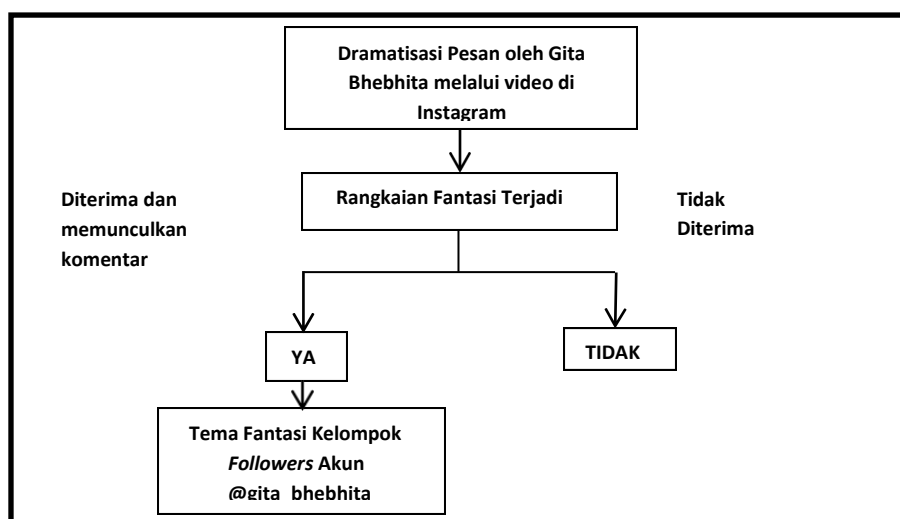 Dramatisasi Pesan oleh Gita
Bhebhita melalui video di
Instagram
Rangkaian Fantasi Terjadi
Diterima dan
memunculkan
komentar
Tidak
Diterima
YA
TIDAK
Tema Fantasi Kelompok
Followers Akun
@gita_bhebhita